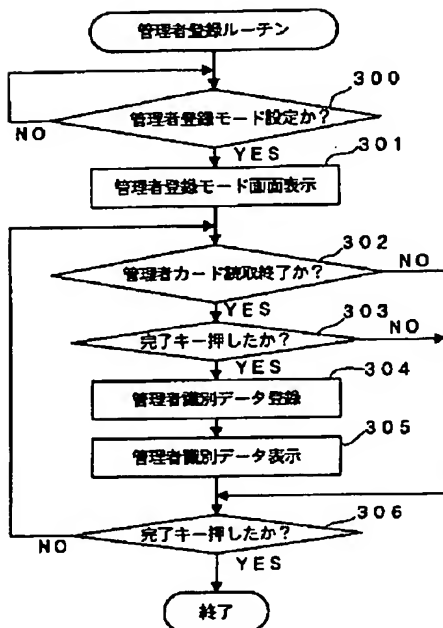 管理者登録ルーチン
300
管理者登録モード設定か?
NO
YES
301
管理者登録モード画面表示
302
管理者カード読取終了か?
NO
YES
303
完了キー押したか?
NO
YES
304
管理者識別データ登録
305
管理者識別データ表示
306
完了キー押したか?
NO
YES
終了